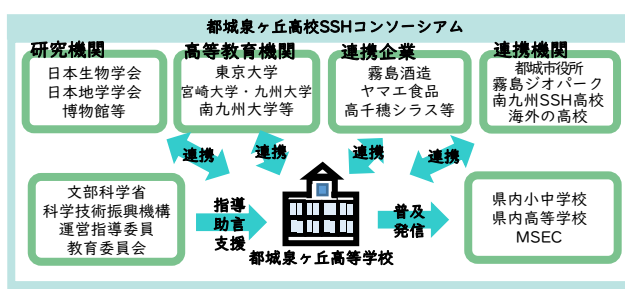 都城泉ヶ丘高校SSHコンソーシアム
研究機関
日本生物学会
日本地学学会
博物館等
高等教育機関
東京大学
宮崎大学・九州大学
南九州大学等
連携企業
霧島酒造
ヤマエ食品
高千穂シラス等
連携機関
都城市役所
霧島ジオパーク
南九州SSH高校
海外の高校
連携
連携
連携
連携
文部科学省
科学技術振興機構
運営指導委員
教育委員会
指導
助言
支援
都城泉ヶ丘高等学校
普及
発信
県内小中学校
県内高等学校
MSEC